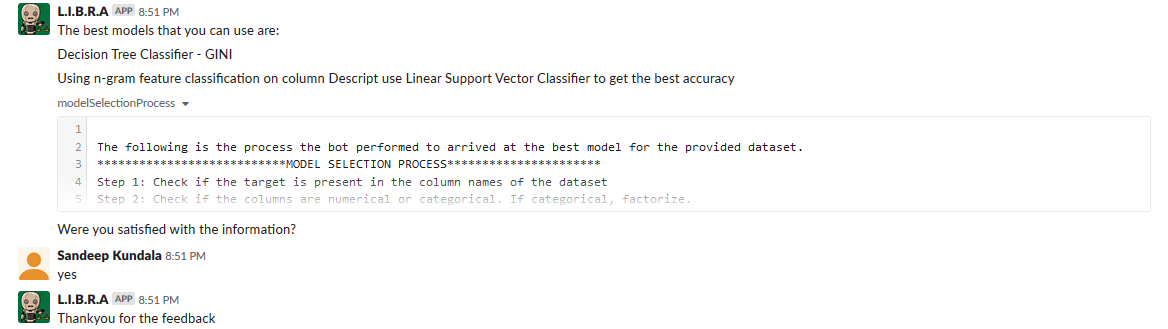 L.I.B.R.A APP 8:51 PM
The best models that you can use are:
Decision Tree Classifier - GINI
Using n-gram feature classification on column Descript use Linear Support Vector Classifier to get the best accuracy
modelSelectionProcess
1
2 The following is the process the bot performed to arrived at the best model for the provided dataset.
3 ***************************MODEL SELECTION PROCESS**********************
4 Step 1: Check if the target is present in the column names of the dataset
5 Step 2: Check if the columns are numerical or categorical. If categorical, factorize.
Were you satisfied with the information?
Sandeep Kundala 8:51 PM
yes
L.I.B.R.A APP 8:51 PM
Thankyou for the feedback